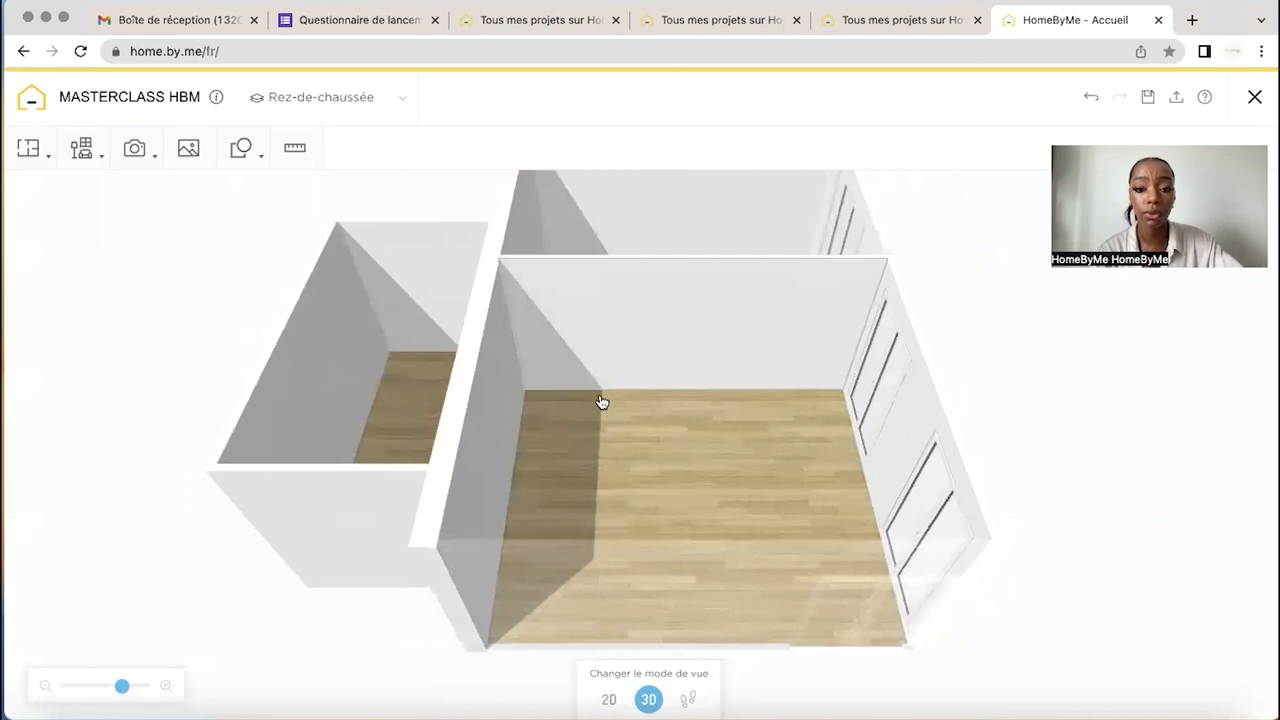 Boîte de réception (1320
Questionnaire de lancem
Tous mes projets sur Ho
Tous mes projets sur Ho
Tous mes projets sur Ho
HomeByMe - Accueil
home.by.me/fr/
MASTERCLASS HBM
Rez-de-chaussée
HomeByMe HomeByMe
Changer le mode de vue
2D 3D